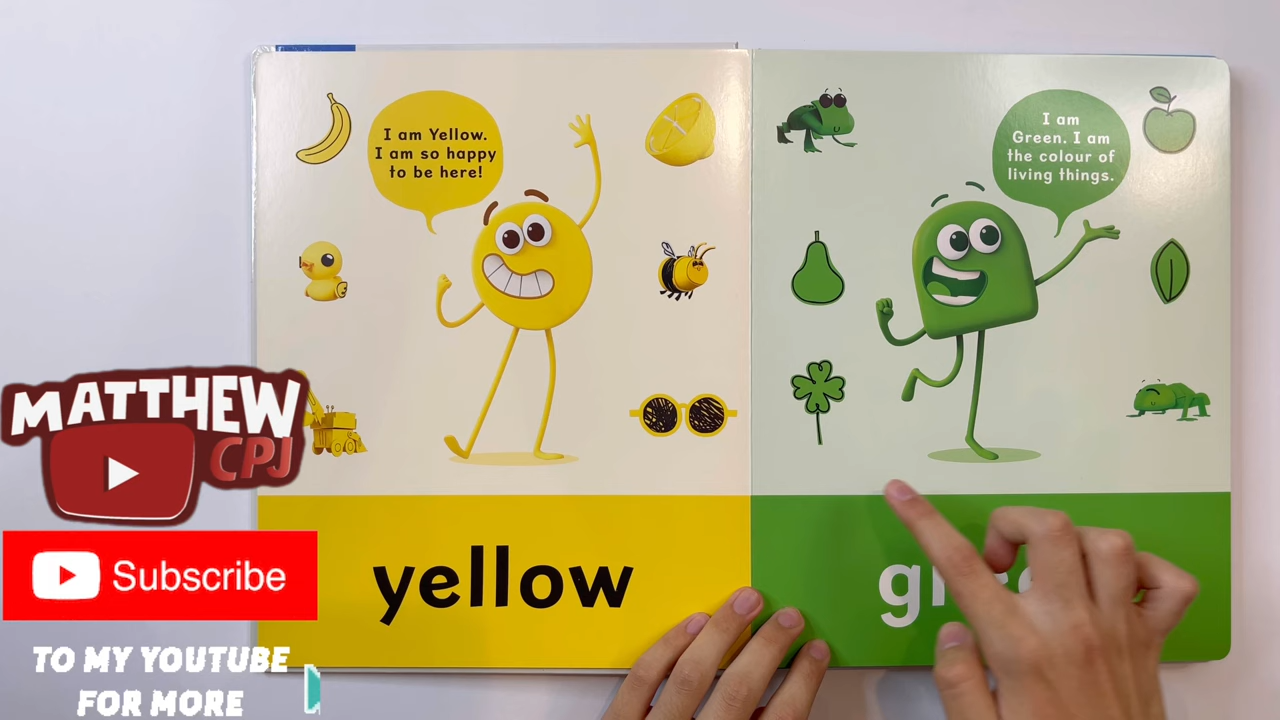 I am Yellow.
I am so happy
to be here!
I am
Green. I am
the colour of
living things.
yellow
MATTHEW
CPJ
Subscribe
TO MY YOUTUBE
FOR MORE